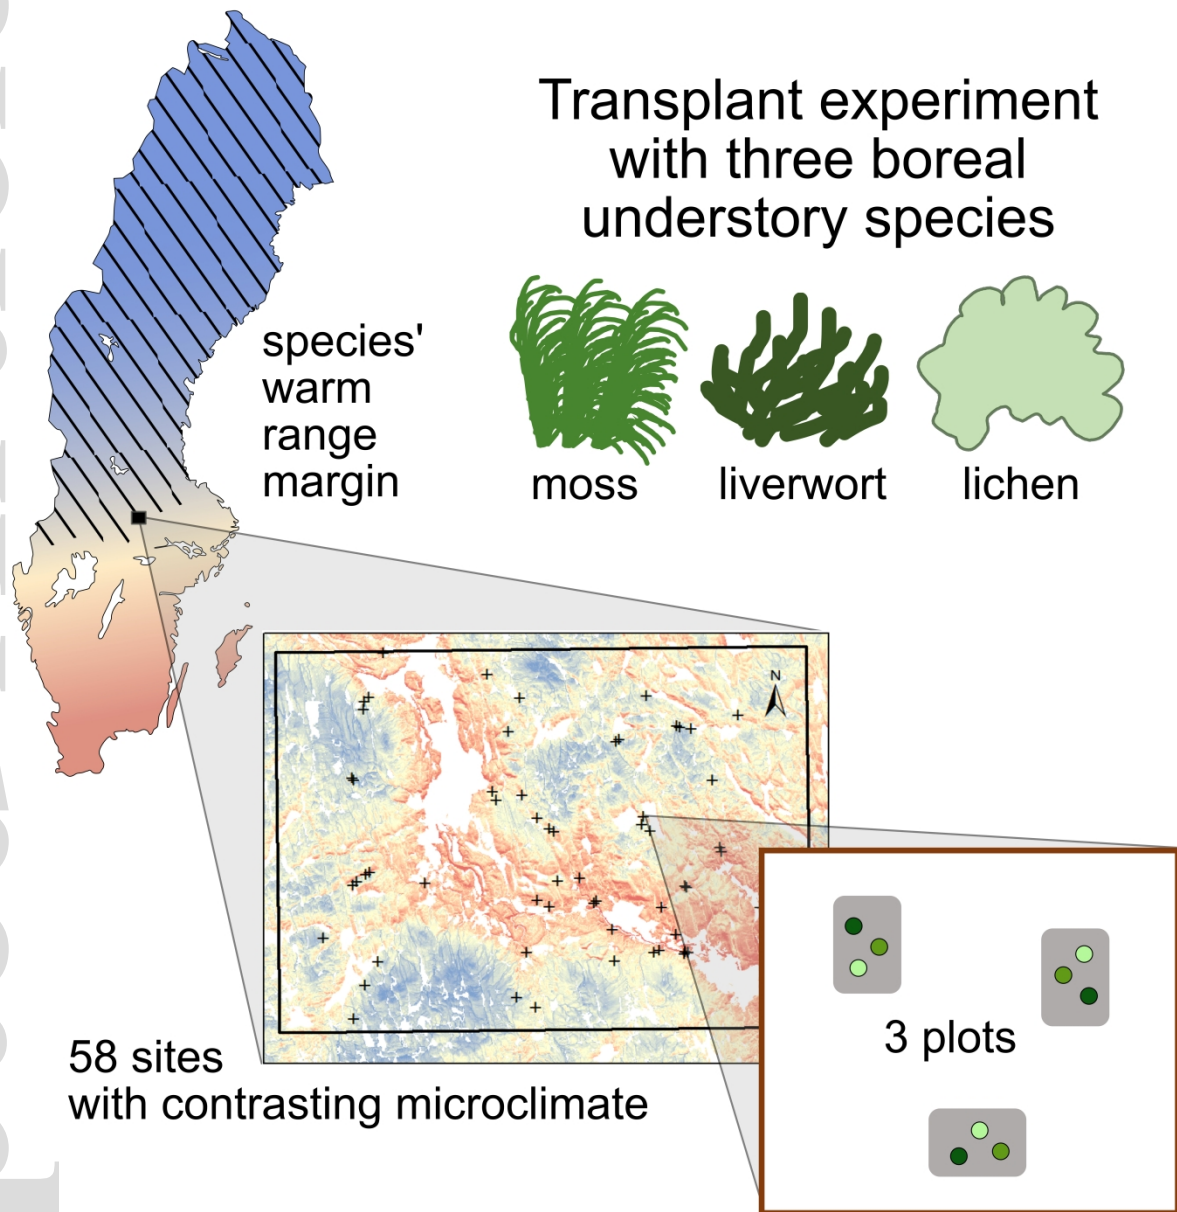 Transplant experiment
with three boreal
understory species
species'
warm
range
margin
moss
liverwort
lichen
N
58 sites
with contrasting microclimate
3 plots